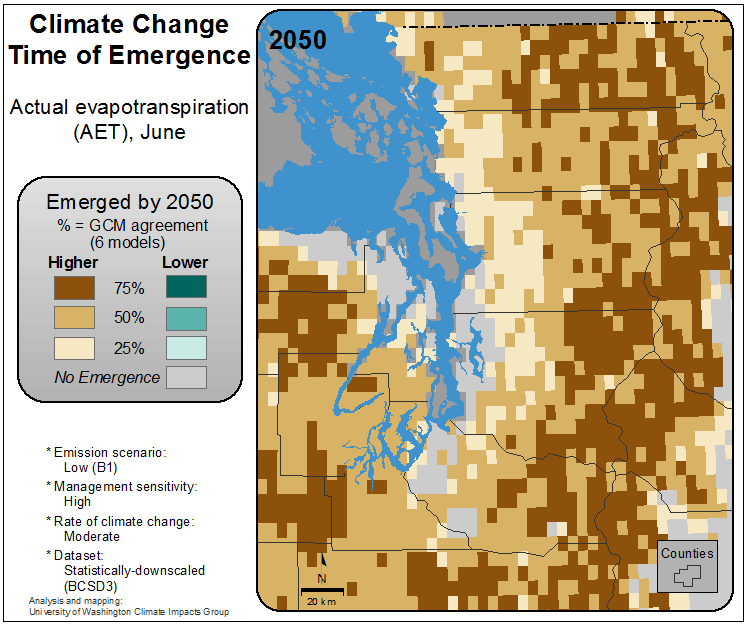 Climate Change
Time of Emergence
Actual evapotranspiration
(AET), June
Emerged by 2050
% = GCM agreement
(6 models)
Higher Lower
75%
50%
25%
No Emergence
* Emission scenario:
Low (B1)
* Management sensitivity:
High
* Rate of climate change:
Moderate
* Dataset:
Statistically-downscaled
(BCSD3)
Analysis and mapping:
University of Washington Climate Impacts Group
2050
N
20 km
Counties